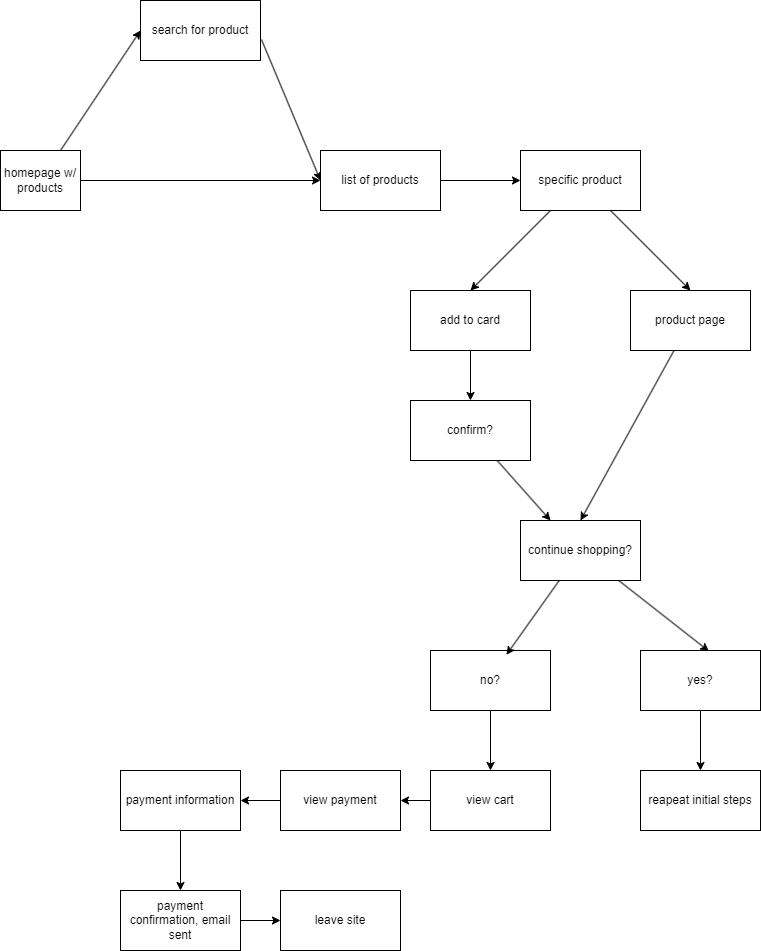 search for product
homepage w/
products
list of products
specific product
add to card
product page
confirm?
continue shopping?
no?
yes?
payment information
view payment
view cart
reapeat initial steps
payment
confirmation, email
sent
leave site